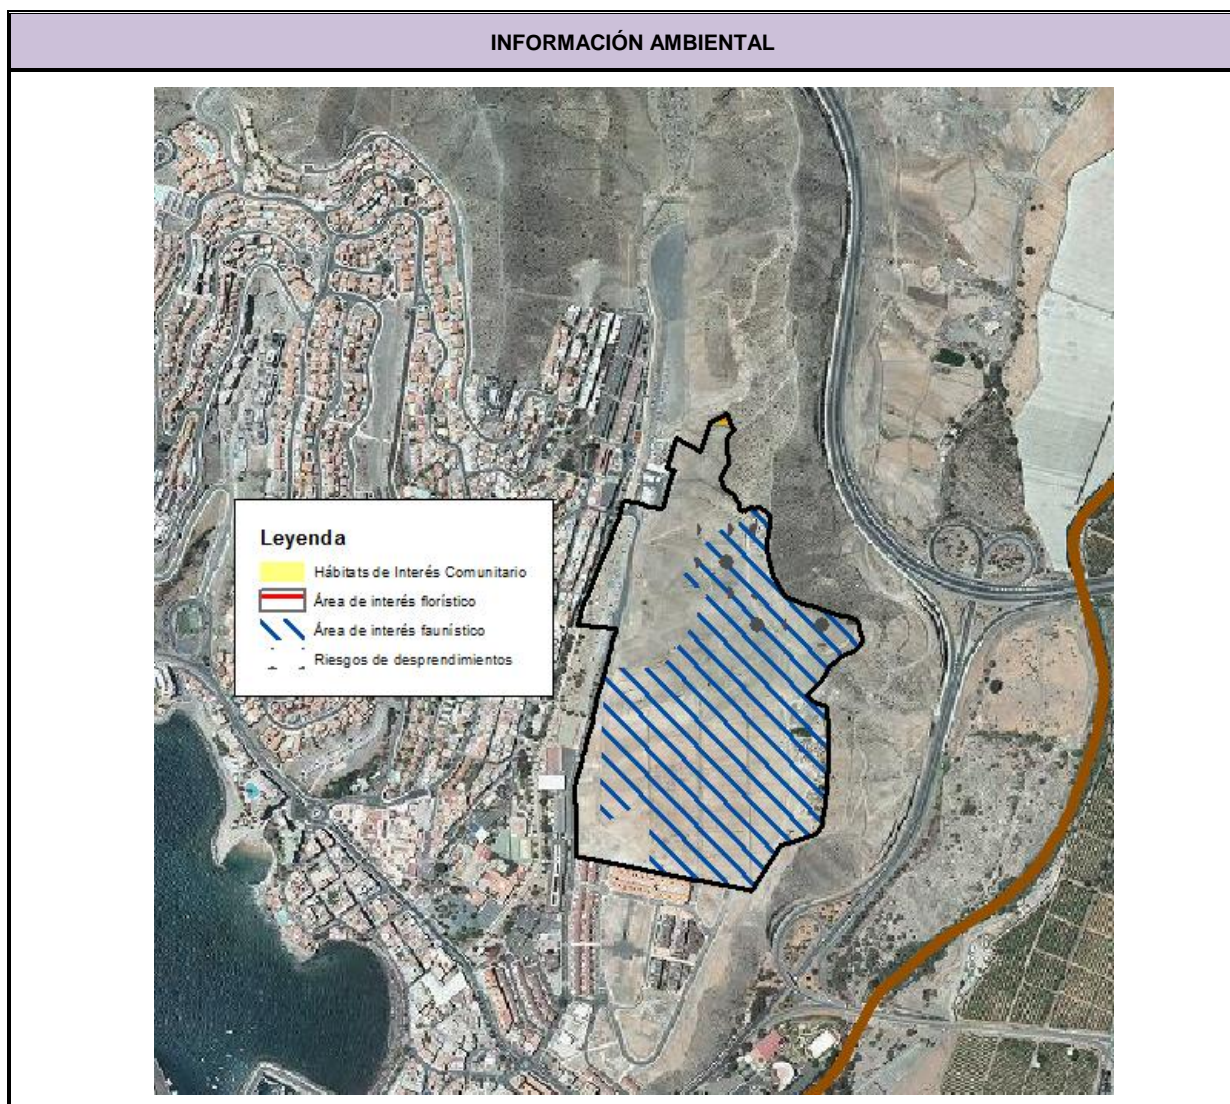 INFORMACIÓN AMBIENTAL
Leyenda
Hábitats de Interés Comunitario
Área de interés florístico
Área de interés faunístico
Riesgos de desprendimientos